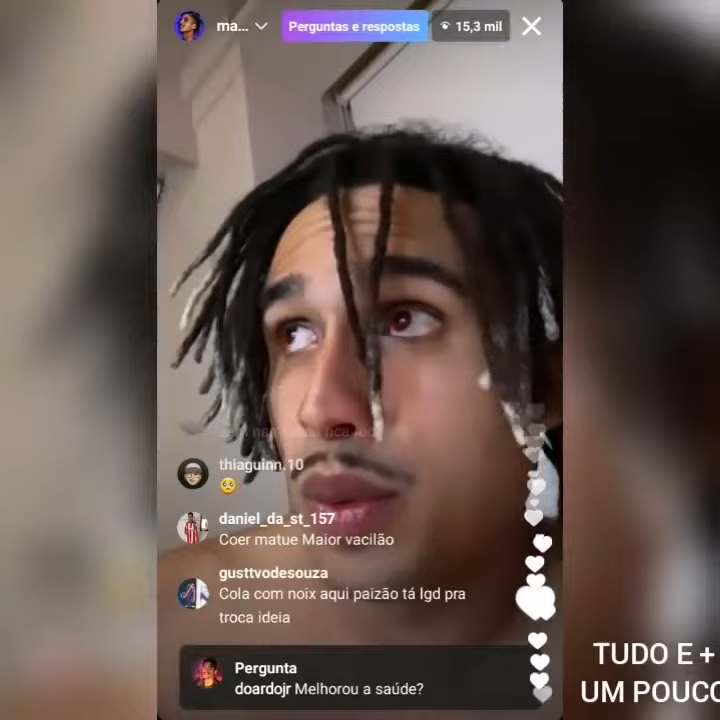 ma...
Perguntas e respostas
15,3 mil
thiaguinn.10
daniel_da_st_157
Coer matue Maior vacilão
gusttvodesouza
Cola com noix aqui paizão tá lgd pra
troca ideia
Pergunta
doardojr Melhorou a saúde?
TUDO E +
UM POUCO